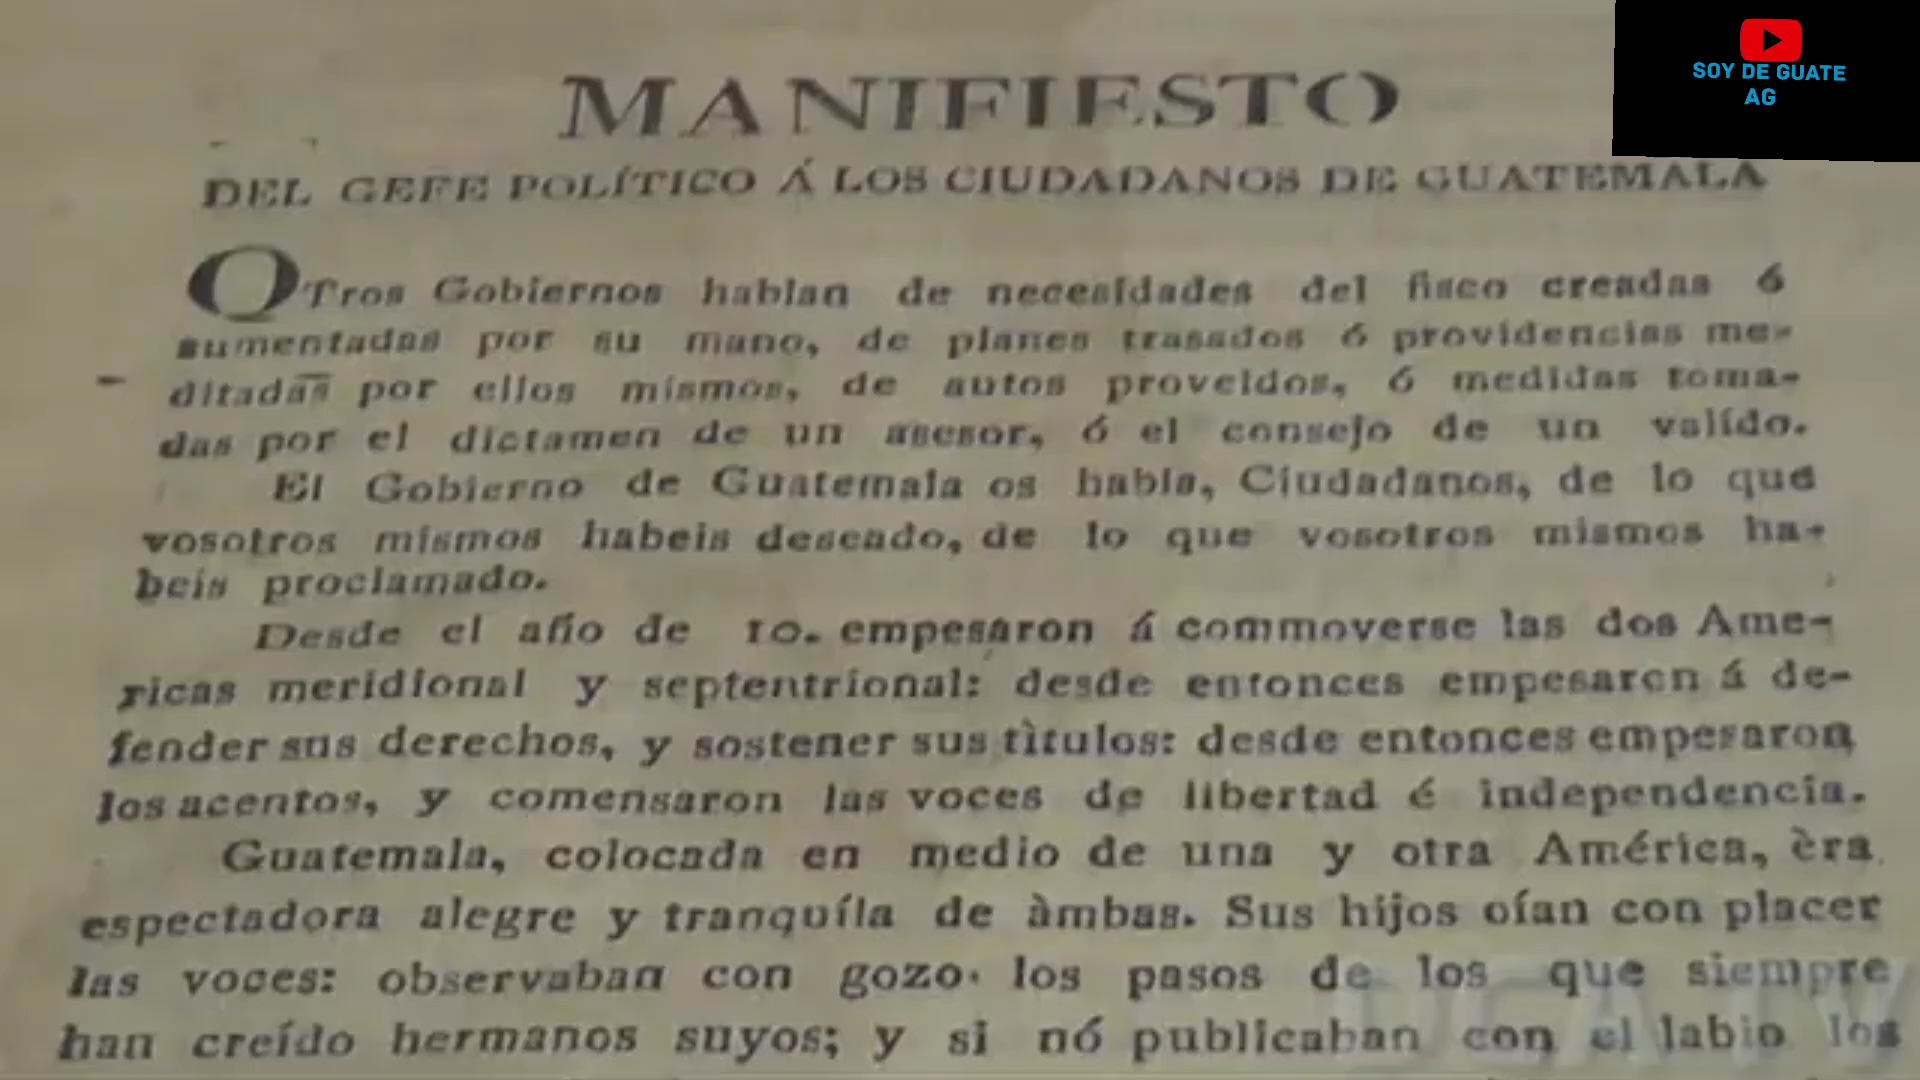 SOY DE GUATE
AG
MANIFIESTO
DEL GEFE POLÍTICO Á LOS CIUDADANOS DE GUATEMALA
OTros Gobiernos hablan de necesídades del fisco creadas ó
aumentadas por su mano, de planes trasados ó providencias me-
ditadas por ellos mismos, de autos proveidos, ó medidas toma-
das por el dictamen de un asesor, ó el consejo de un valído.
El Gobierno de Guatemala os habla, Ciudadanos, de lo que
vosotros mismos habeis deseado, de lo que vosotros mismos ha-
beis proclamado.
Desde el año de 10. empesaron á commoverse las dos Ame-
ricas meridional y septentrional: desde entonces empesaron á de-
fender sus derechos, y sostener sus tìtulos: desde entonces empesaron
los acentos, y comensaron las voces de libertad é independencia.
Guatemala, colocada en medio de una y otra América, èra
espectadora alegre y tranquíla de àmbas. Sus hijos oían con placer
las voces: observaban con gozo los pasos de los que siempre
han creído hermanos suyos; y si nó publicaban con el labio los
DCA TV